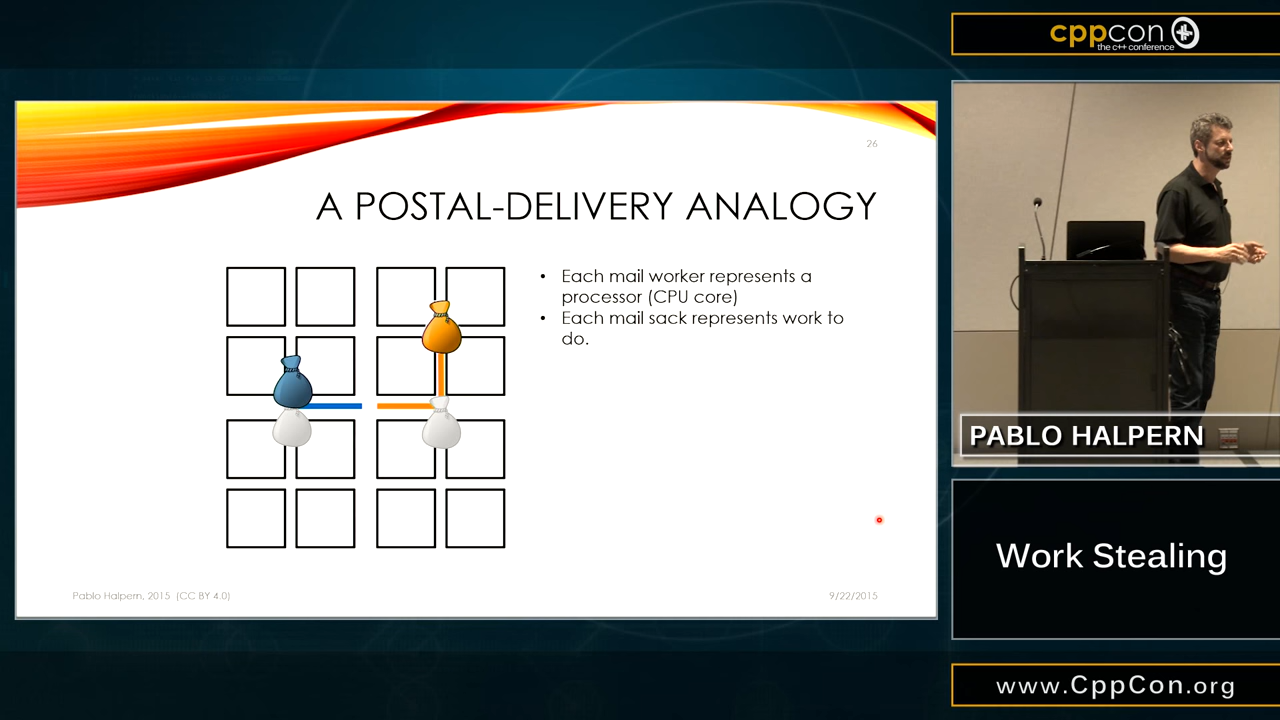 cppcon
the c++ conference
26
A POSTAL-DELIVERY ANALOGY
• Each mail worker represents a
processor (CPU core)
• Each mail sack represents work to
do.
Pablo Halpern, 2015 (CC BY 4.0)
9/22/2015
PABLO HALPERN
Work Stealing
www.CppCon.org